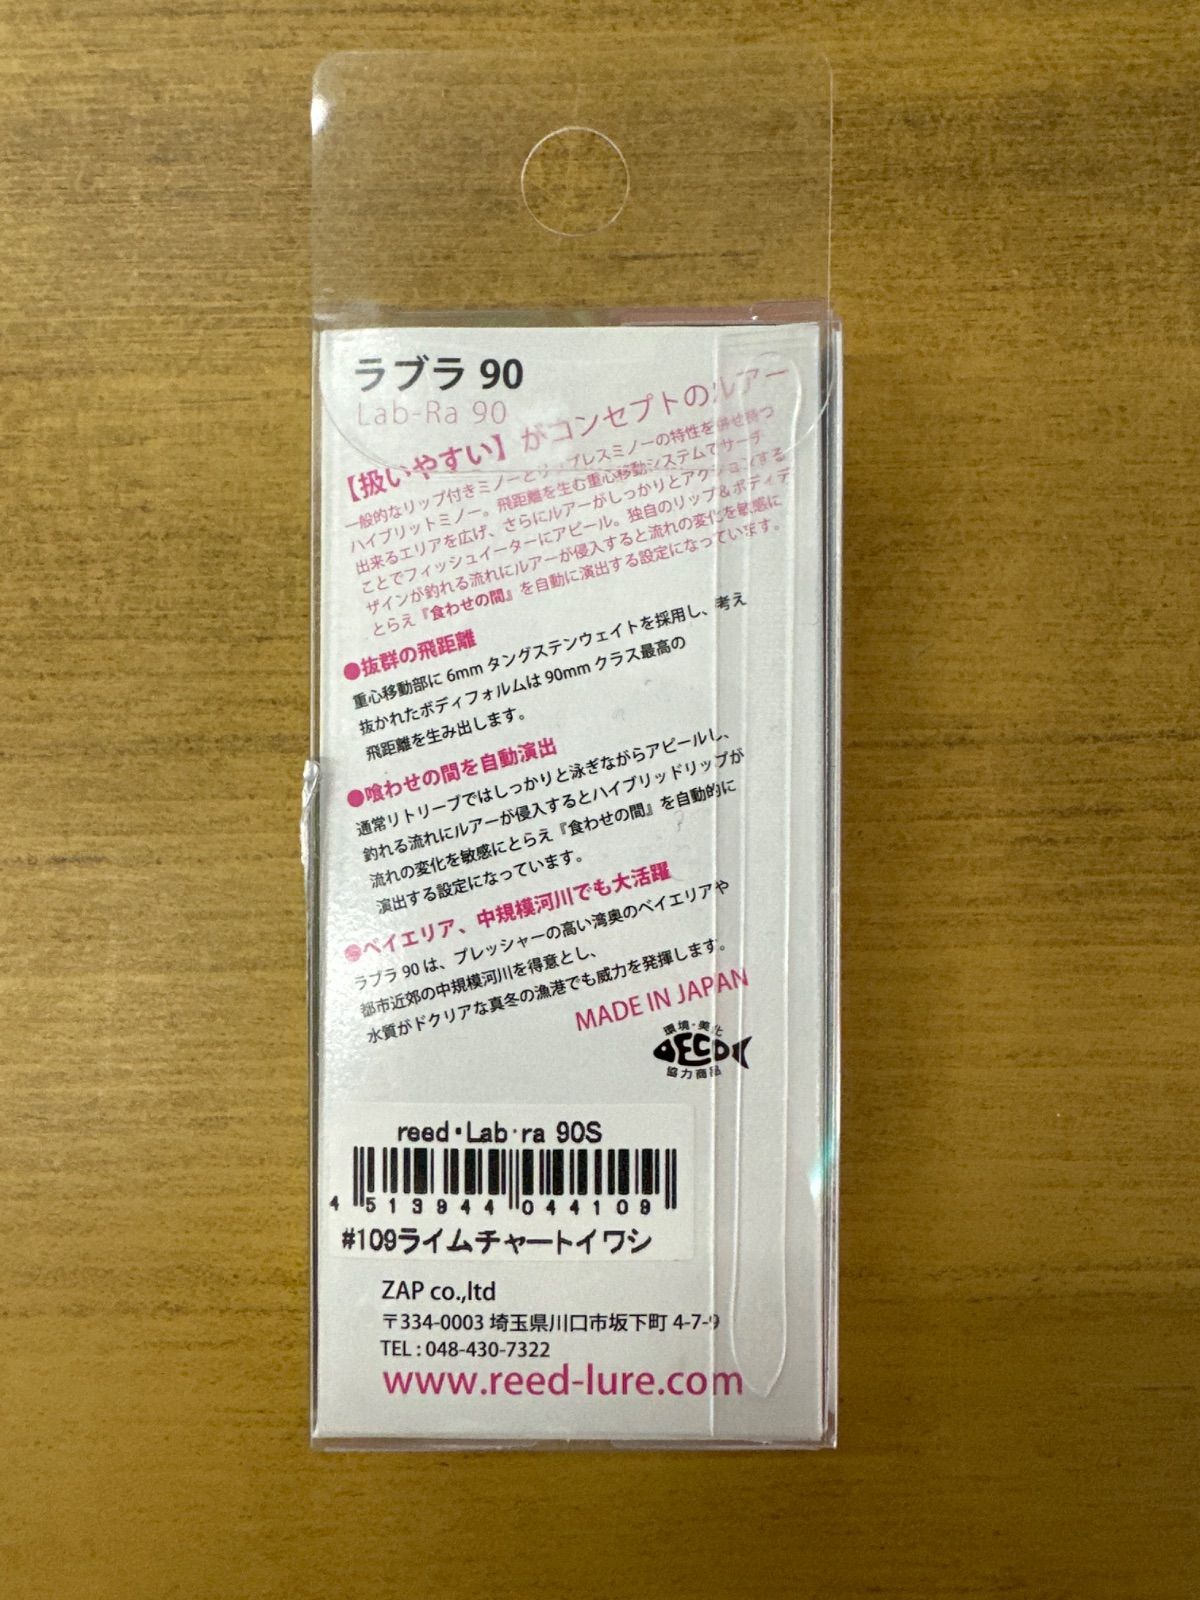 ラブラ 90
Lab-Ra 90
【扱いやすい】がコンセプトのルアー
一般的なリップ付きミノーとリップレスミノーの特性を併せ持つ
ハイブリットミノー。飛距離を生む重心移動システムでサーチ
出来るエリアを広げ、さらにルアーがしっかりとアクションする
ことでフィッシュイーターにアピール。独自のリップ&ボディデ
ザインが釣れる流れにルアーが侵入すると流れの変化を敏感に
とらえ『食わせの間』を自動に演出する設定になっています。
●抜群の飛距離
重心移動部に 6mm タングステンウェイトを採用し、考え
抜かれたボディフォルムは 90mm クラス最高の
飛距離を生み出します。
●喰わせの間を自動演出
通常リトリーブではしっかりと泳ぎながらアピールし、
釣れる流れにルアーが侵入するとハイブリッドリップが
流れの変化を敏感にとらえ『食わせの間』を自動的に
演出する設定になっています。
●ベイエリア、中規模河川でも大活躍
ラブラ 90 は、プレッシャーの高い湾奥のベイエリアや
都市近郊の中規模河川を得意とし、
水質がドクリアな真冬の漁港でも威力を発揮します。
MADE IN JAPAN
環境・美化
ECO
協力商品
reed・Lab・ra 90S
4 513944 044109
#109ライムチャートイワシ
ZAP co.,ltd
〒334-0003 埼玉県川口市坂下町 4-7-9
TEL : 048-430-7322
www.reed-lure.com